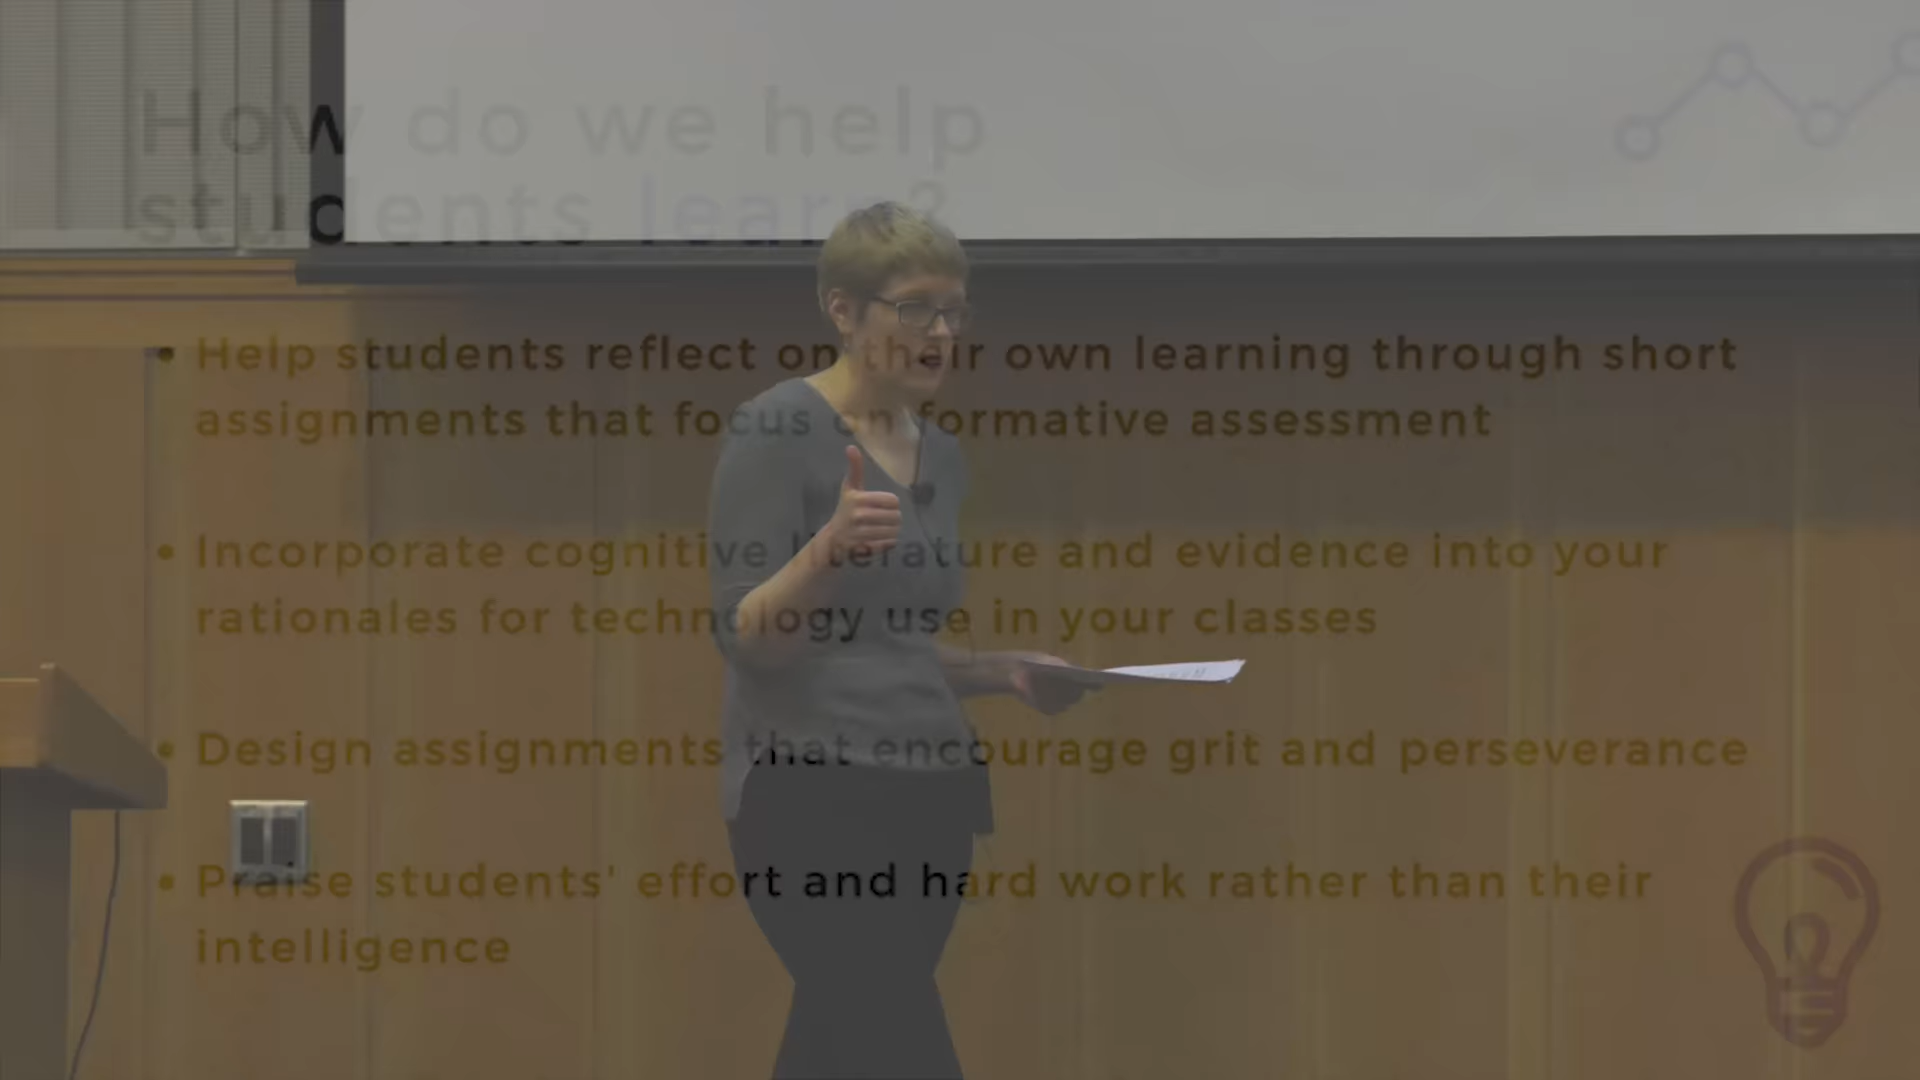 How do we help
students learn?
• Help students reflect on their own learning through short
assignments that focus on formative assessment
• Incorporate cognitive literature and evidence into your
rationales for technology use in your classes
• Design assignments that encourage grit and perseverance
• Praise students' effort and hard work rather than their
intelligence